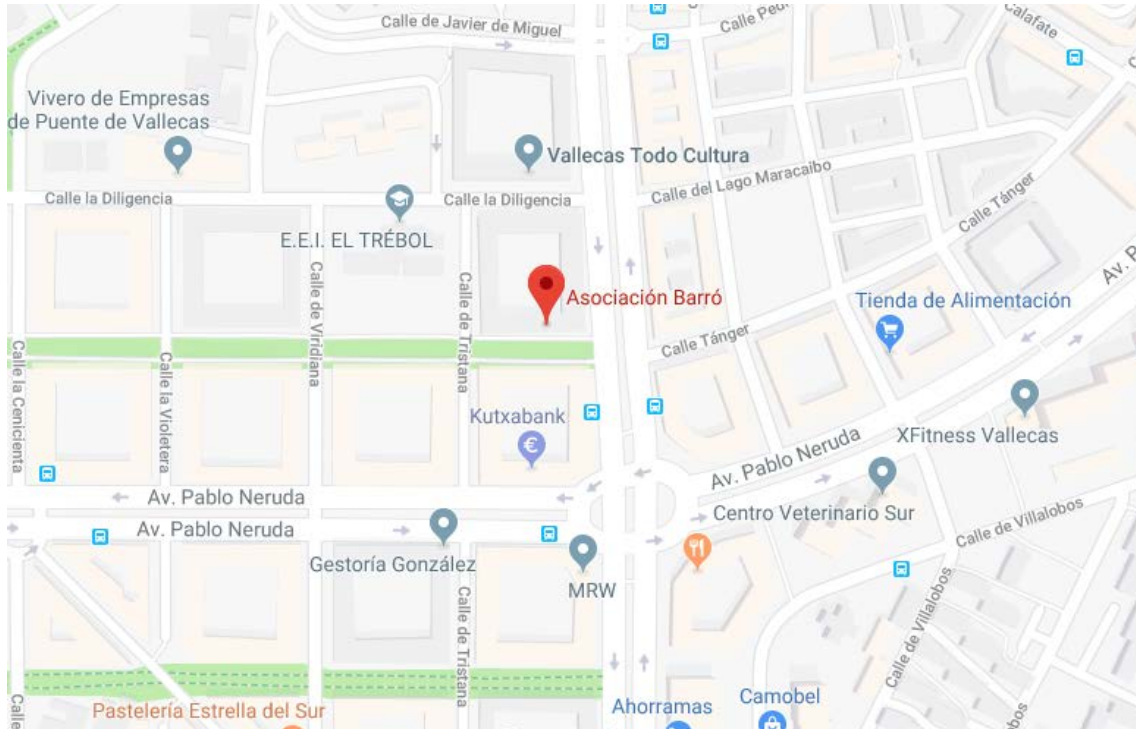 Calle de Javier de Miguel
Calle Ped
Calafate
Vivero de Empresas
de Puente de Vallecas
Vallecas Todo Cultura
Calle del Lago Maracaibo
Calle Tánger
Calle la Diligencia
Calle la Diligencia
E.E.I. EL TRÉBOL
Av. P
Asociación Barró
Tienda de Alimentación
Calle de Viridiana
Calle de Tristana
Calle Tánger
Calle la Cenicienta
Calle la Violetera
Kutxabank
€
XFitness Vallecas
Av. Pablo Neruda
Av. Pablo Neruda
Centro Veterinario Sur
Av. Pablo Neruda
Calle de Villalobos
Gestoría González
MRW
Calle de Tristana
Calle de Villalobos
Calle
Pastelería Estrella del Sur
Ahorramas
Camobel